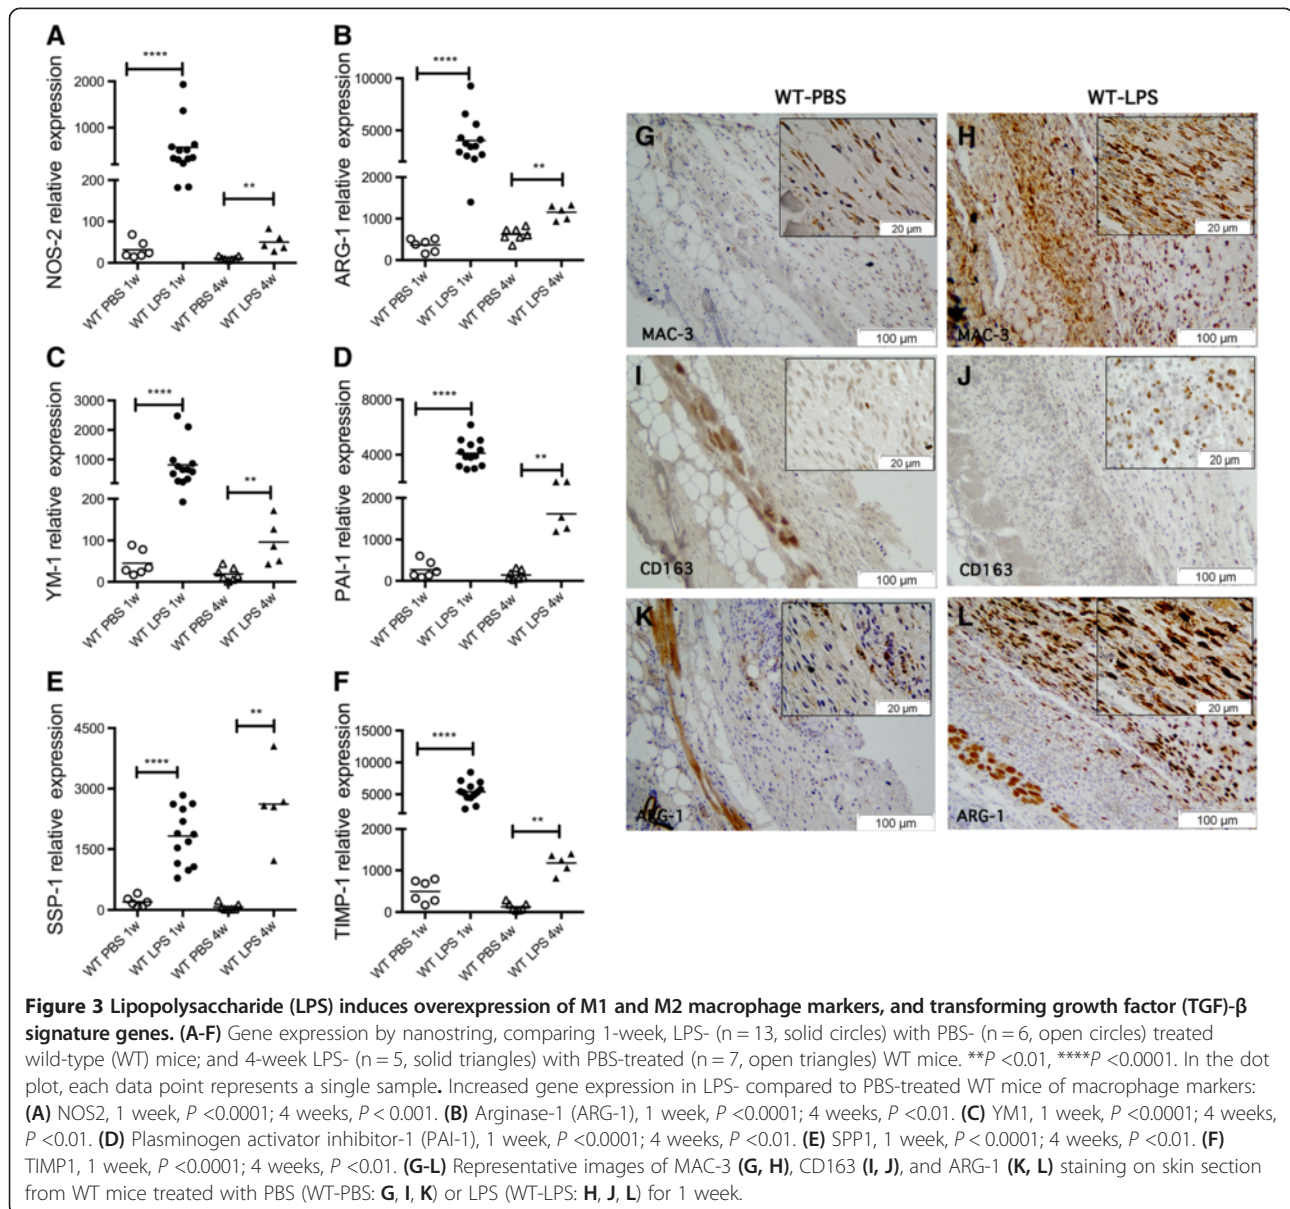 A
NOS-2 relative expression
2000
1000
200
100
0
****
**
WT PBS 1w
WT LPS 1w
WT PBS 4w
WT LPS 4w
B
ARG-1 relative expression
10000
5000
2000
1000
0
****
**
WT PBS 1w
WT LPS 1w
WT PBS 4w
WT LPS 4w
C
YM-1 relative expression
3000
2000
1000
200
100
0
****
**
WT PBS 1w
WT LPS 1w
WT PBS 4w
WT LPS 4w
D
PAI-1 relative expression
8000
4000
2000
1000
0
****
**
WT PBS 1w
WT LPS 1w
WT PBS 4w
WT LPS 4w
E
SSP-1 relative expression
4500
3000
1500
0
****
**
WT PBS 1w
WT LPS 1w
WT PBS 4w
WT LPS 4w
F
TIMP-1 relative expression
15000
10000
5000
2000
1000
0
****
**
WT PBS 1w
WT LPS 1w
WT PBS 4w
WT LPS 4w
WT-PBS
WT-LPS
G
20 µm
MAC-3
100 µm
H
20 µm
MAC-3
100 µm
I
20 µm
CD163
100 µm
J
20 µm
CD163
100 µm
K
20 µm
ARG-1
100 µm
L
20 µm
ARG-1
100 µm
Figure 3 Lipopolysaccharide (LPS) induces overexpression of M1 and M2 macrophage markers, and transforming growth factor (TGF)-β
signature genes. (A-F) Gene expression by nanostring, comparing 1-week, LPS- (n = 13, solid circles) with PBS- (n = 6, open circles) treated
wild-type (WT) mice; and 4-week LPS- (n = 5, solid triangles) with PBS-treated (n = 7, open triangles) WT mice. **P <0.01, ****P <0.0001. In the dot
plot, each data point represents a single sample. Increased gene expression in LPS- compared to PBS-treated WT mice of macrophage markers:
(A) NOS2, 1 week, P <0.0001; 4 weeks, P < 0.001. (B) Arginase-1 (ARG-1), 1 week, P <0.0001; 4 weeks, P <0.01. (C) YM1, 1 week, P <0.0001; 4 weeks,
P <0.01. (D) Plasminogen activator inhibitor-1 (PAI-1), 1 week, P <0.0001; 4 weeks, P <0.01. (E) SPP1, 1 week, P < 0.0001; 4 weeks, P <0.01. (F)
TIMP1, 1 week, P <0.0001; 4 weeks, P <0.01. (G-L) Representative images of MAC-3 (G, H), CD163 (I, J), and ARG-1 (K, L) staining on skin section
from WT mice treated with PBS (WT-PBS: G, I, K) or LPS (WT-LPS: H, J, L) for 1 week.